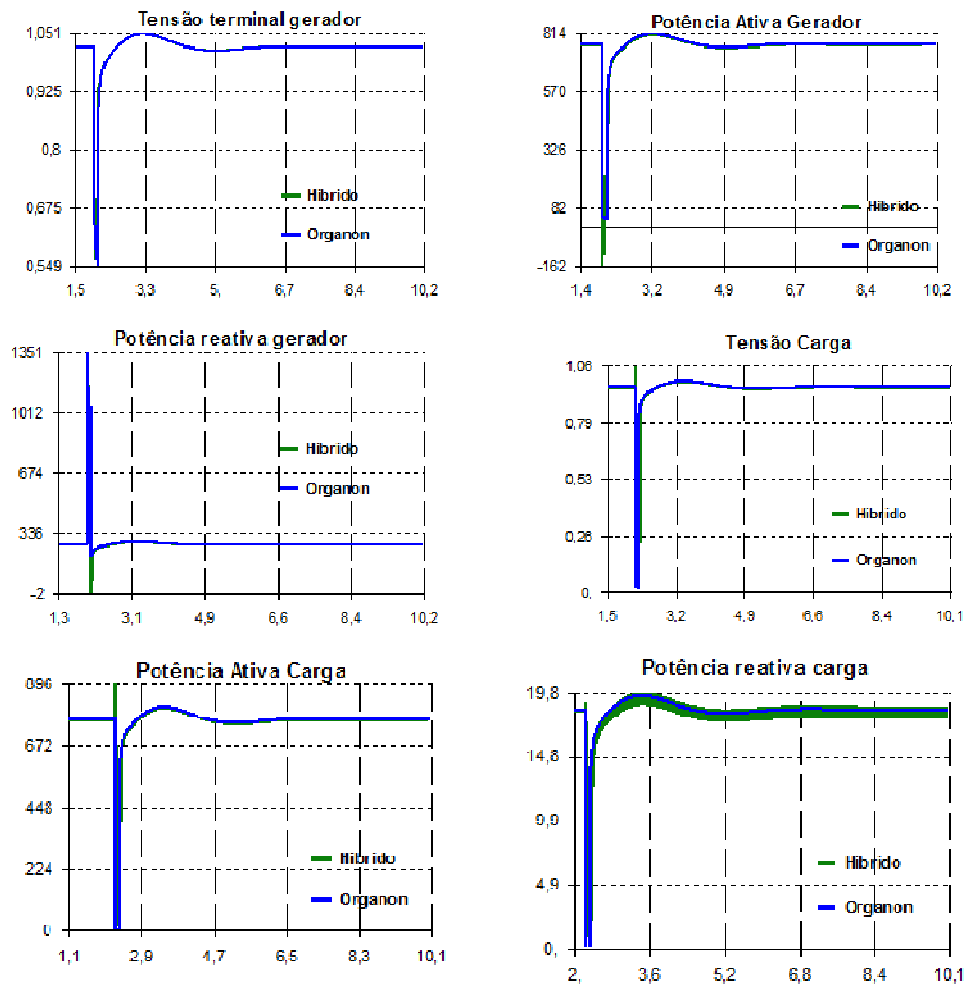 Tensão terminal gerador
1,051
0,925
0,8
0,675
0,549
Híbrido
Organon
1,5 3,3 5, 6,7 8,4 10,2
Potência Ativa Gerador
814
570
326
82
-162
Híbrido
Organon
1,4 3,2 4,9 6,7 8,4 10,2
Potência reativa gerador
1351
1012
674
336
-2
Híbrido
Organon
1,3 3,1 4,9 6,6 8,4 10,2
Tensão Carga
1,06
0,79
0,53
0,26
0,
Híbrido
Organon
1,5 3,2 4,9 6,6 8,4 10,1
Potência Ativa Carga
896
672
448
224
0
Híbrido
Organon
1,1 2,9 4,7 6,5 8,3 10,1
Potência reativa carga
19,8
14,8
9,9
4,9
0,
Híbrido
Organon
2, 3,6 5,2 6,8 8,4 10,1